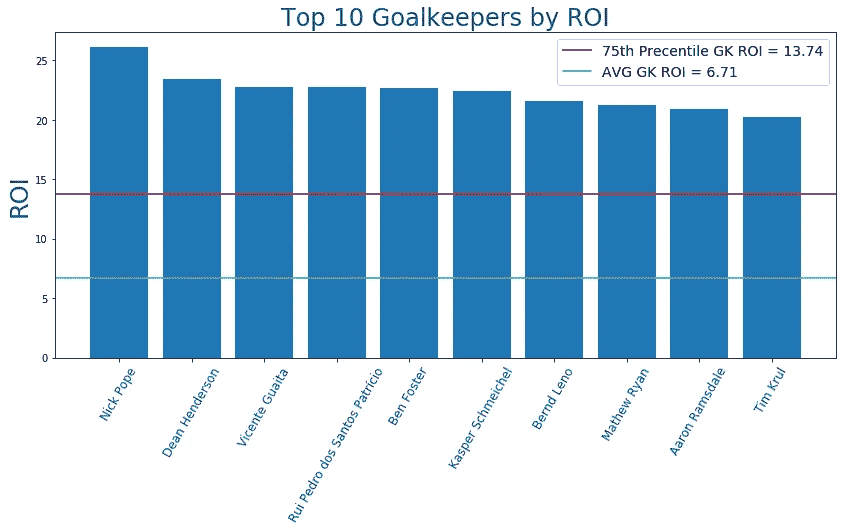 Top 10 Goalkeepers by ROI
75th Precentile GK ROI = 13.74
AVG GK ROI = 6.71
ROI
25
20
15
10
5
0
Nick Pope
Dean Henderson
Vicente Guaita
Rui Pedro dos Santos Patrício
Ben Foster
Kasper Schmeichel
Bernd Leno
Mathew Ryan
Aaron Ramsdale
Tim Krul